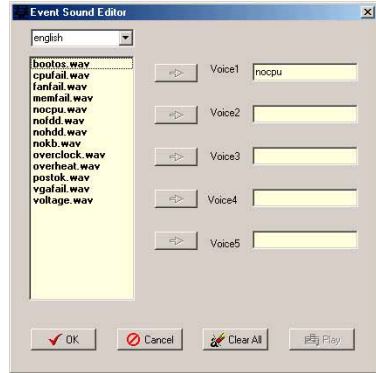 Event Sound Editor
english
bootos.wav
cpufail.wav
fanfail.wav
memfail.wav
nocpu.wav
nofdd.wav
nohdd.wav
nokb.wav
overclock.wav
overheat.wav
postok.wav
vgafail.wav
voltage.wav
Voice1 nocpu
Voice2
Voice3
Voice4
Voice5
OK Cancel Clear All Play